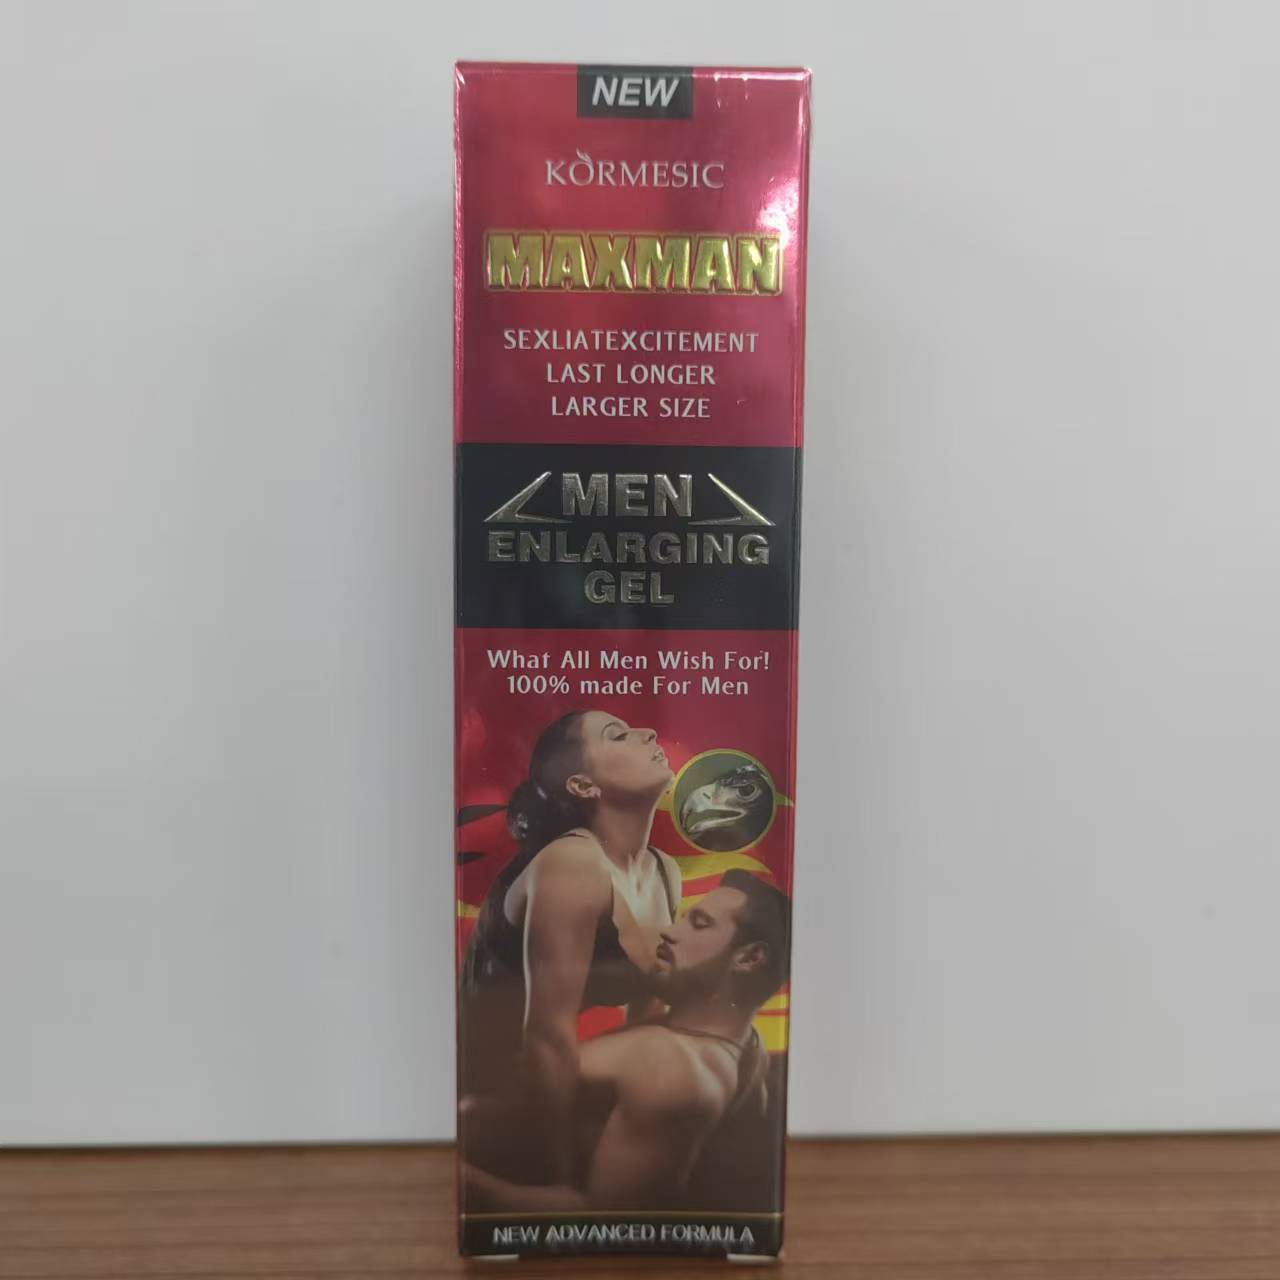 NEW
KORMESIC
MAXMAN
SEXLIATEXCITEMENT
LAST LONGER
LARGER SIZE
MEN
ENLARGING
GEL
What All Men Wish For!
100% made For Men
NEW ADVANCED FORMULA